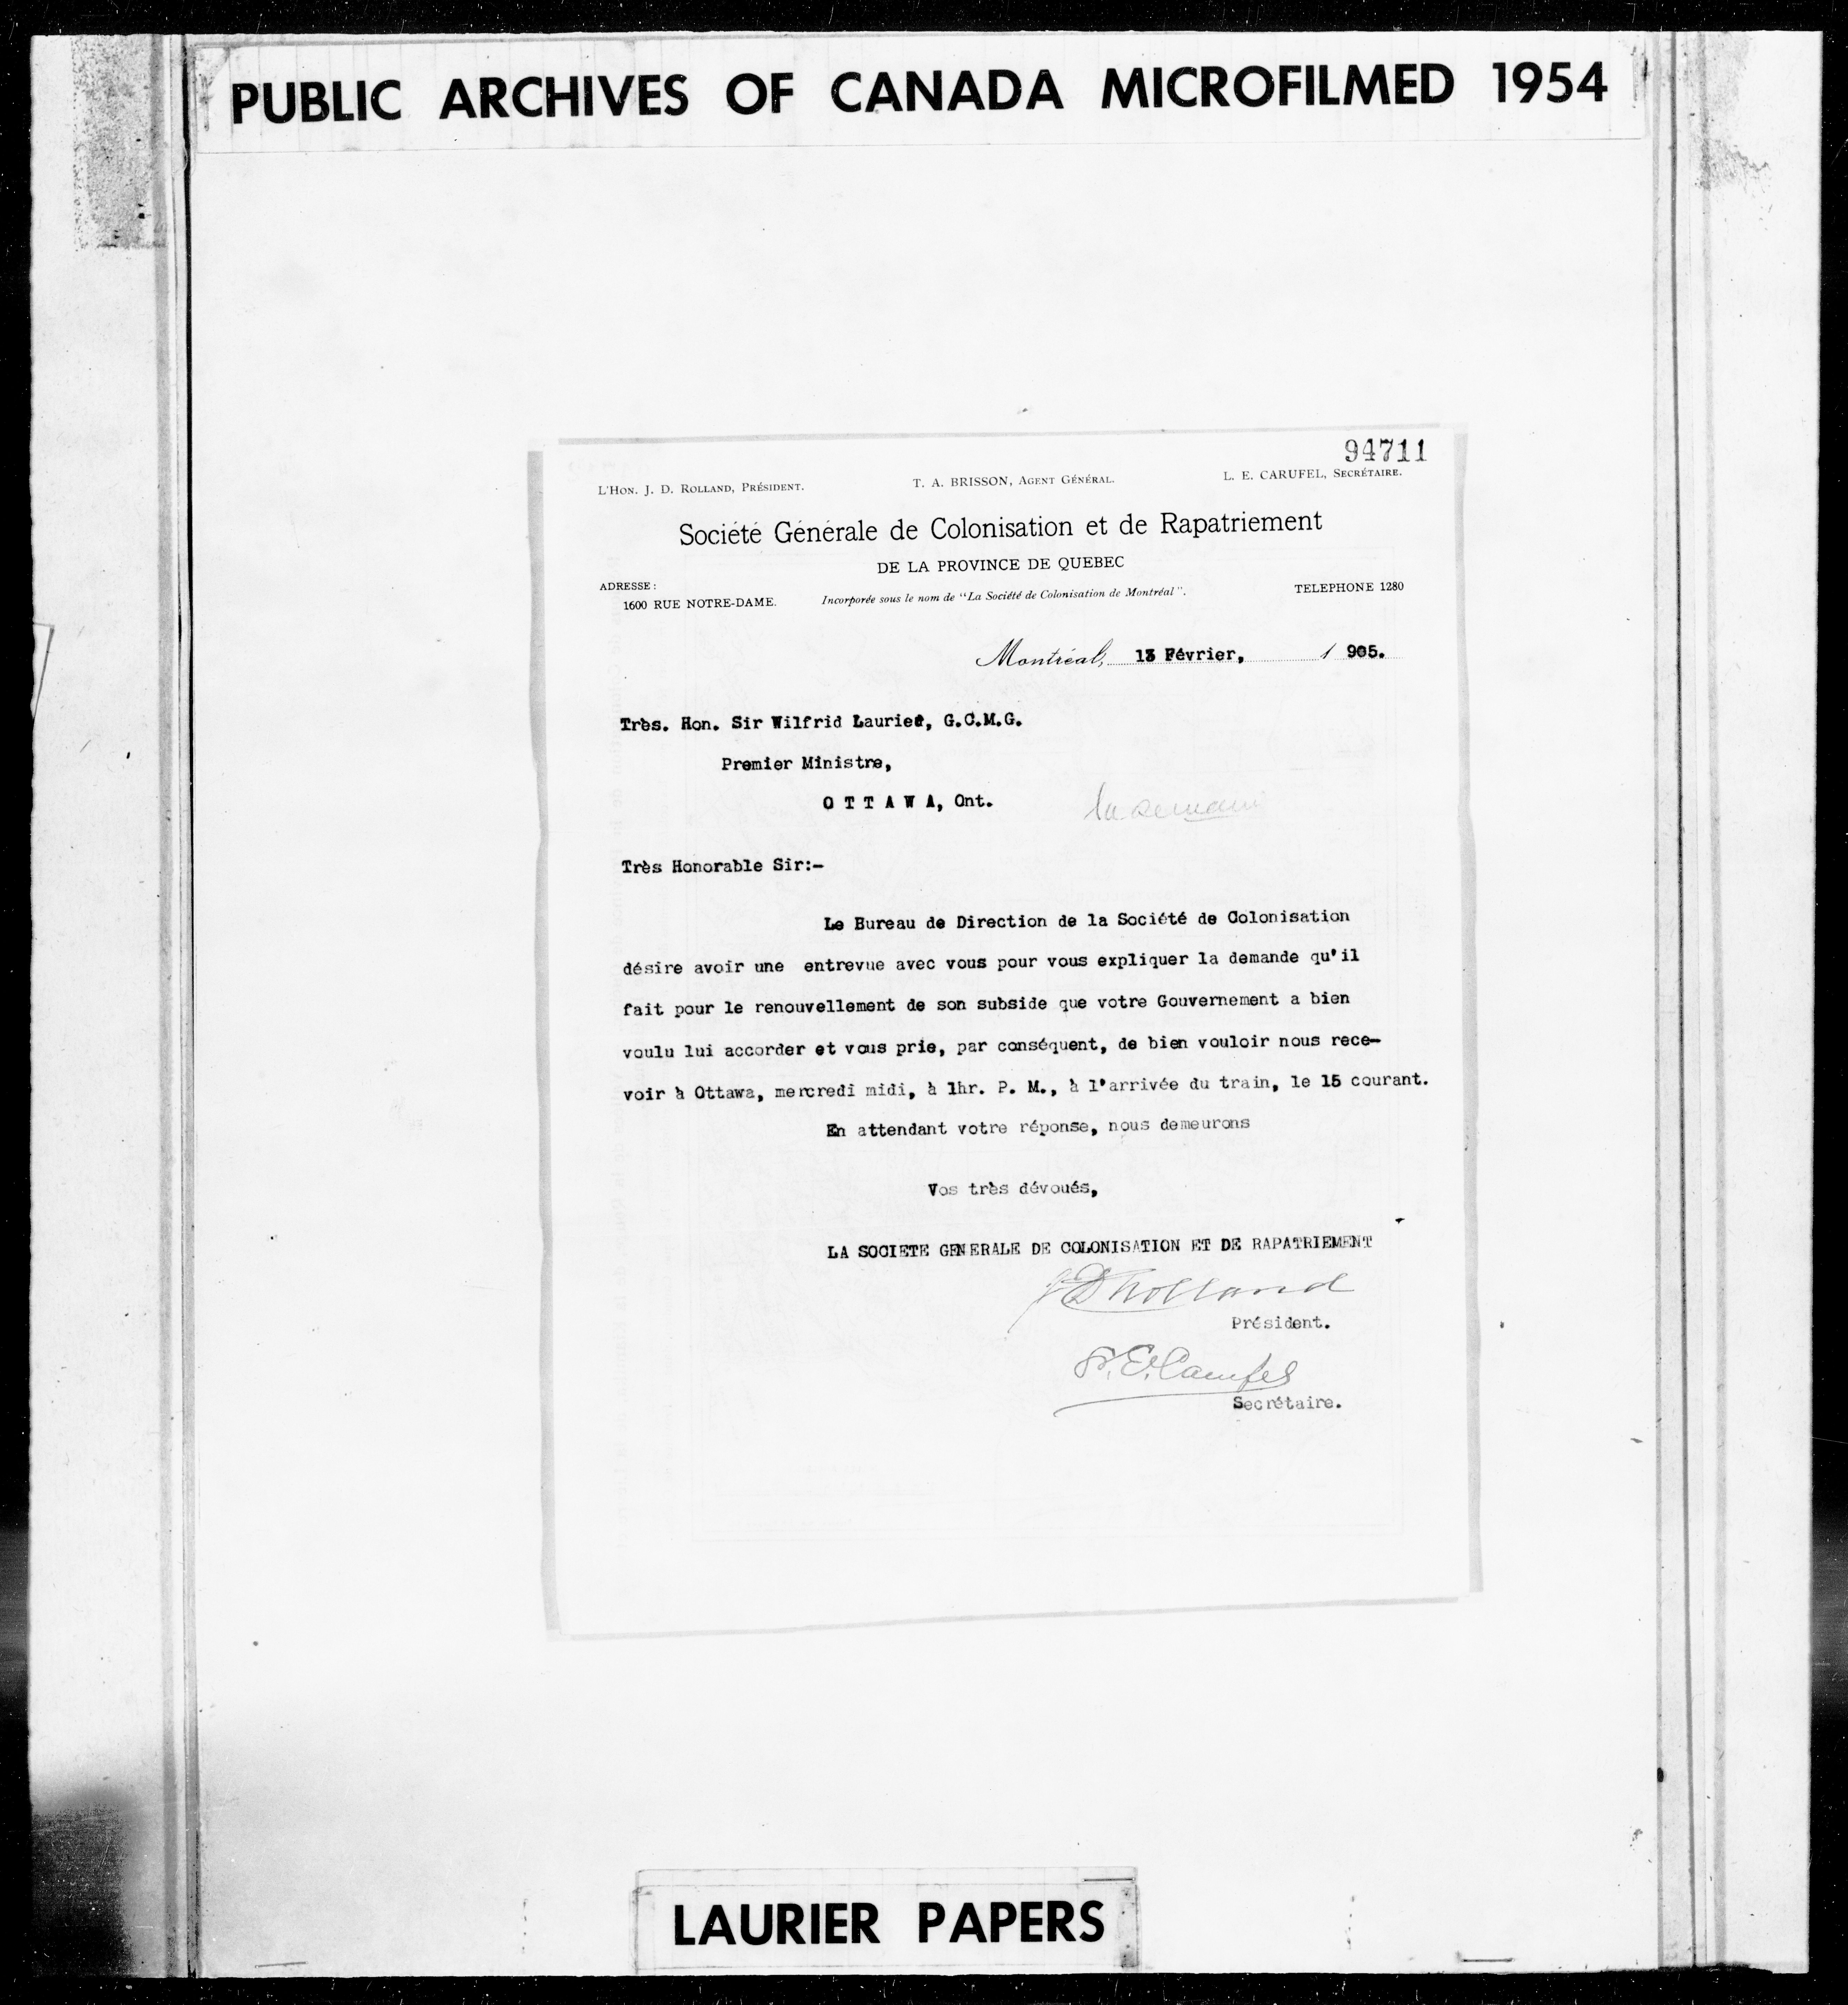 PUBLIC ARCHIVES OF CANADA MICROFILMED 1954
94711
L'HON. J. D. ROLLAND, PRÉSIDENT. T. A. BRISSON, AGENT GÉNÉRAL. L. E. CARUFEL, SECRÉTAIRE.
Société Générale de Colonisation et de Rapatriement
DE LA PROVINCE DE QUEBEC
ADRESSE:
1600 RUE NOTRE-DAME. Incorporée sous le nom de "La Société de Colonisation de Montréal". TELEPHONE 1280
Montréal, 13 Février, 1 905.
Très. Hon. Sir Wilfrid Laurier, G.C.M.G.
Premier Ministre,
O T T A W A, Ont.
Très Honorable Sir:-
Le Bureau de Direction de la Société de Colonisation
désire avoir une entrevue avec vous pour vous expliquer la demande qu'il
fait pour le renouvellement de son subside que votre Gouvernement a bien
voulu lui accorder et vous prie, par conséquent, de bien vouloir nous rece-
voir à Ottawa, mercredi midi, à 1hr. P. M., à l'arrivée du train, le 15 courant.
En attendant votre réponse, nous demeurons
Vos très dévoués,
LA SOCIETE GENERALE DE COLONISATION ET DE RAPATRIEMENT
J D Rolland
Président.
L. E. Carufel
Secrétaire.
LAURIER PAPERS